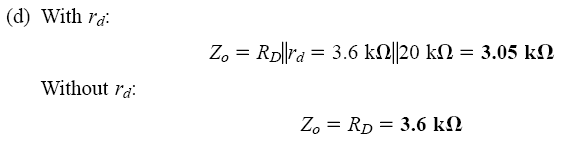 (d) With rd:
Zo = RD||rd = 3.6 kΩ||20 kΩ = 3.05 kΩ
Without rd:
Zo = RD = 3.6 kΩ